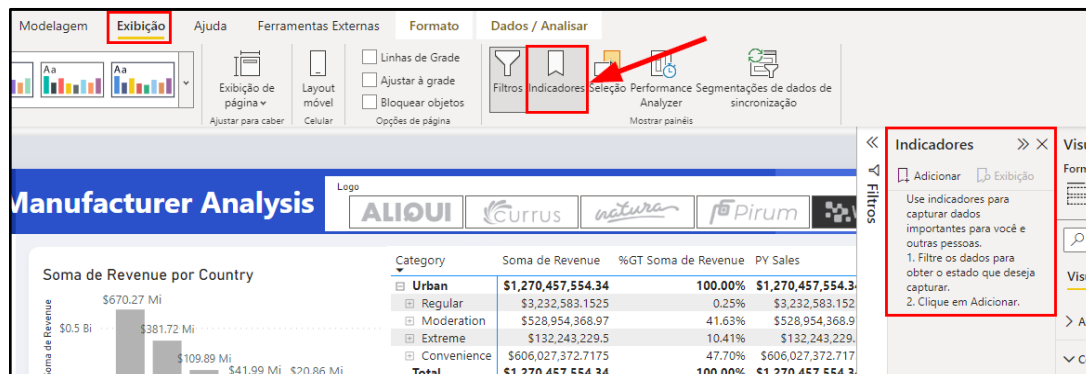 Modelagem Exibição Ajuda Ferramentas Externas Formato Dados / Analisar
Aa Aa
Exibição de página
Ajustar para caber
Layout móvel
Celular
Linhas de Grade
Ajustar à grade
Bloquear objetos
Opções de página
Filtros Indicadores Seleção Performance Analyzer Segmentações de dados de sincronização
Mostrar painéis
Manufacturer Analysis
Logo
ALIQUI Currus natura Pirum
Filtros
Indicadores
Adicionar Exibição
Use indicadores para
capturar dados
importantes para você e
outras pessoas.
1. Filtre os dados para
obter o estado que deseja
capturar.
2. Clique em Adicionar.
Soma de Revenue por Country
Soma de Revenue
$0.5 Bi
$670.27 Mi
$381.72 Mi
$109.89 Mi
$41.99 Mi $20.86 Mi
Category Soma de Revenue %GT Soma de Revenue PY Sales
Urban $1,270,457,554.34 100.00% $1,270,457,554.34
Regular $3,232,583.1525 0.25% $3,232,583.152
Moderation $528,954,368.97 41.63% $528,954,368.9
Extreme $132,243,229.5 10.41% $132,243,229.
Convenience $606,027,372.7175 47.70% $606,027,372.717
Total $1,270,457,554.34 100.00% $1,270,457,554.34